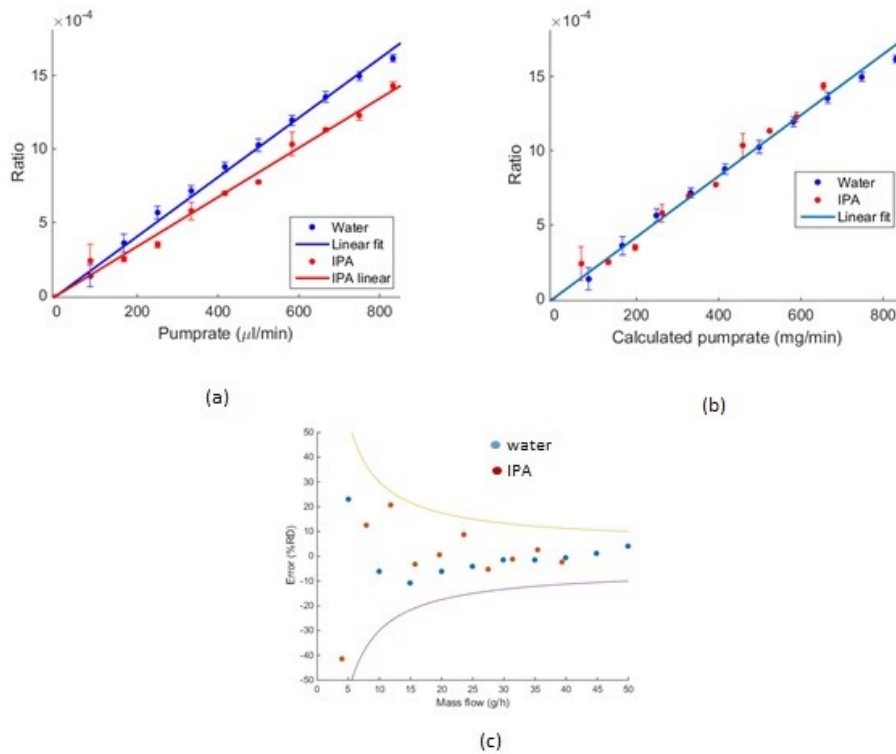 ×10⁻⁴
15
10
5
0
Ratio
0 200 400 600 800
Pumprate (μl/min)
Water
Linear fit
IPA
IPA linear
(a)
×10⁻⁴
15
10
5
0
Ratio
0 200 400 600 800
Calculated pumprate (mg/min)
Water
IPA
Linear fit
(b)
50
40
30
20
10
0
-10
-20
-30
-40
-50
Error (%RD)
0 5 10 15 20 25 30 35 40 45 50
Mass flow (g/h)
water
IPA
(c)